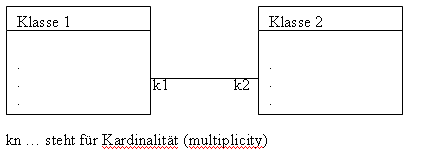 Klasse 1
Klasse 2
.
.
.
.
.
.
k1
k2
kn … steht für Kardinalität (multiplicity)